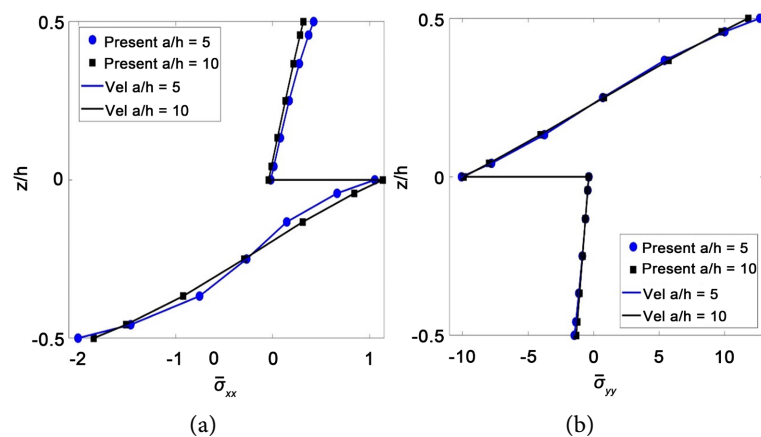 0.5
Present a/h = 5
Present a/h = 10
Vel a/h = 5
Vel a/h = 10
z/h
0
-0.5
-2 -1 0 0 1
σ̄xx
(a)
0.5
z/h
0
Present a/h = 5
Present a/h = 10
Vel a/h = 5
Vel a/h = 10
-0.5
-10 -5 0 5 10
σ̄yy
(b)